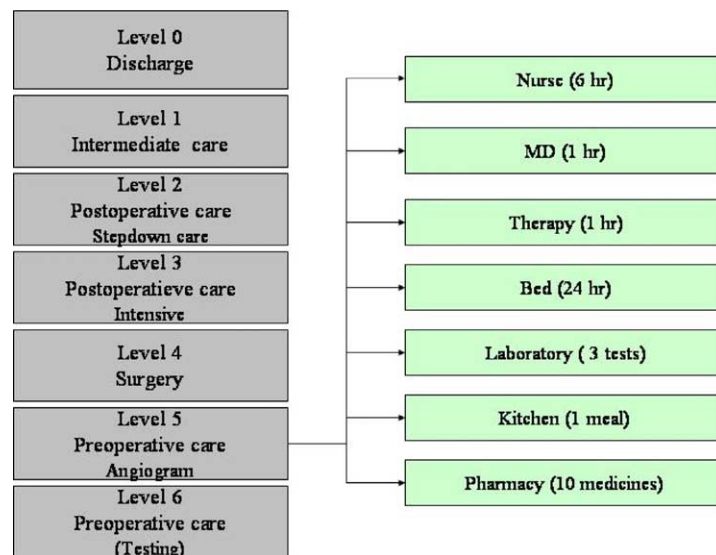 Level 0
Discharge
Level 1
Intermediate care
Level 2
Postoperative care
Stepdown care
Level 3
Postoperatieve care
Intensive
Level 4
Surgery
Level 5
Preoperative care
Angiogram
Level 6
Preoperative care
(Testing)
Nurse (6 hr)
MD (1 hr)
Therapy (1 hr)
Bed (24 hr)
Laboratory ( 3 tests)
Kitchen (1 meal)
Pharmacy (10 medicines)